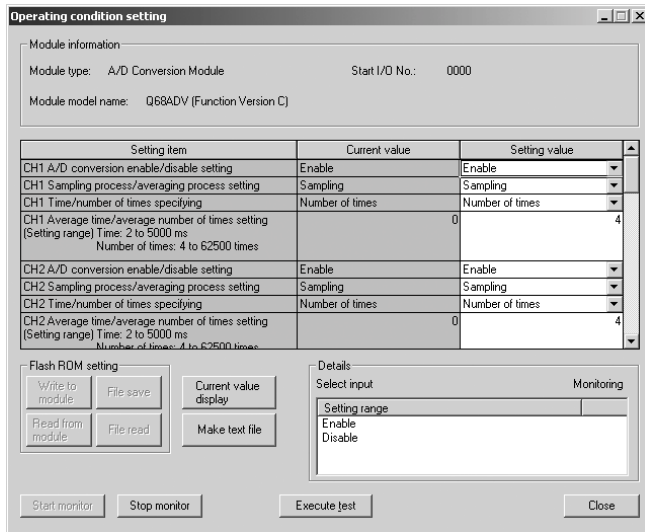 Operating condition setting
Module information
Module type: A/D Conversion Module Start I/O No.: 0000
Module model name: Q68ADV (Function Version C)
Setting item Current value Setting value
CH1 A/D conversion enable/disable setting Enable Enable
CH1 Sampling process/averaging process setting Sampling Sampling
CH1 Time/number of times specifying Number of times Number of times
CH1 Average time/average number of times setting 0 4
(Setting range) Time: 2 to 5000 ms
Number of times: 4 to 62500 times
CH2 A/D conversion enable/disable setting Enable Enable
CH2 Sampling process/averaging process setting Sampling Sampling
CH2 Time/number of times specifying Number of times Number of times
CH2 Average time/average number of times setting 0 4
(Setting range) Time: 2 to 5000 ms
Number of times: 4 to 62500 times
Flash ROM setting
Write to
module
File save
Current value
display
Read from
module
File read
Make text file
Details
Select input Monitoring
Setting range
Enable
Disable
Start monitor Stop monitor Execute test Close